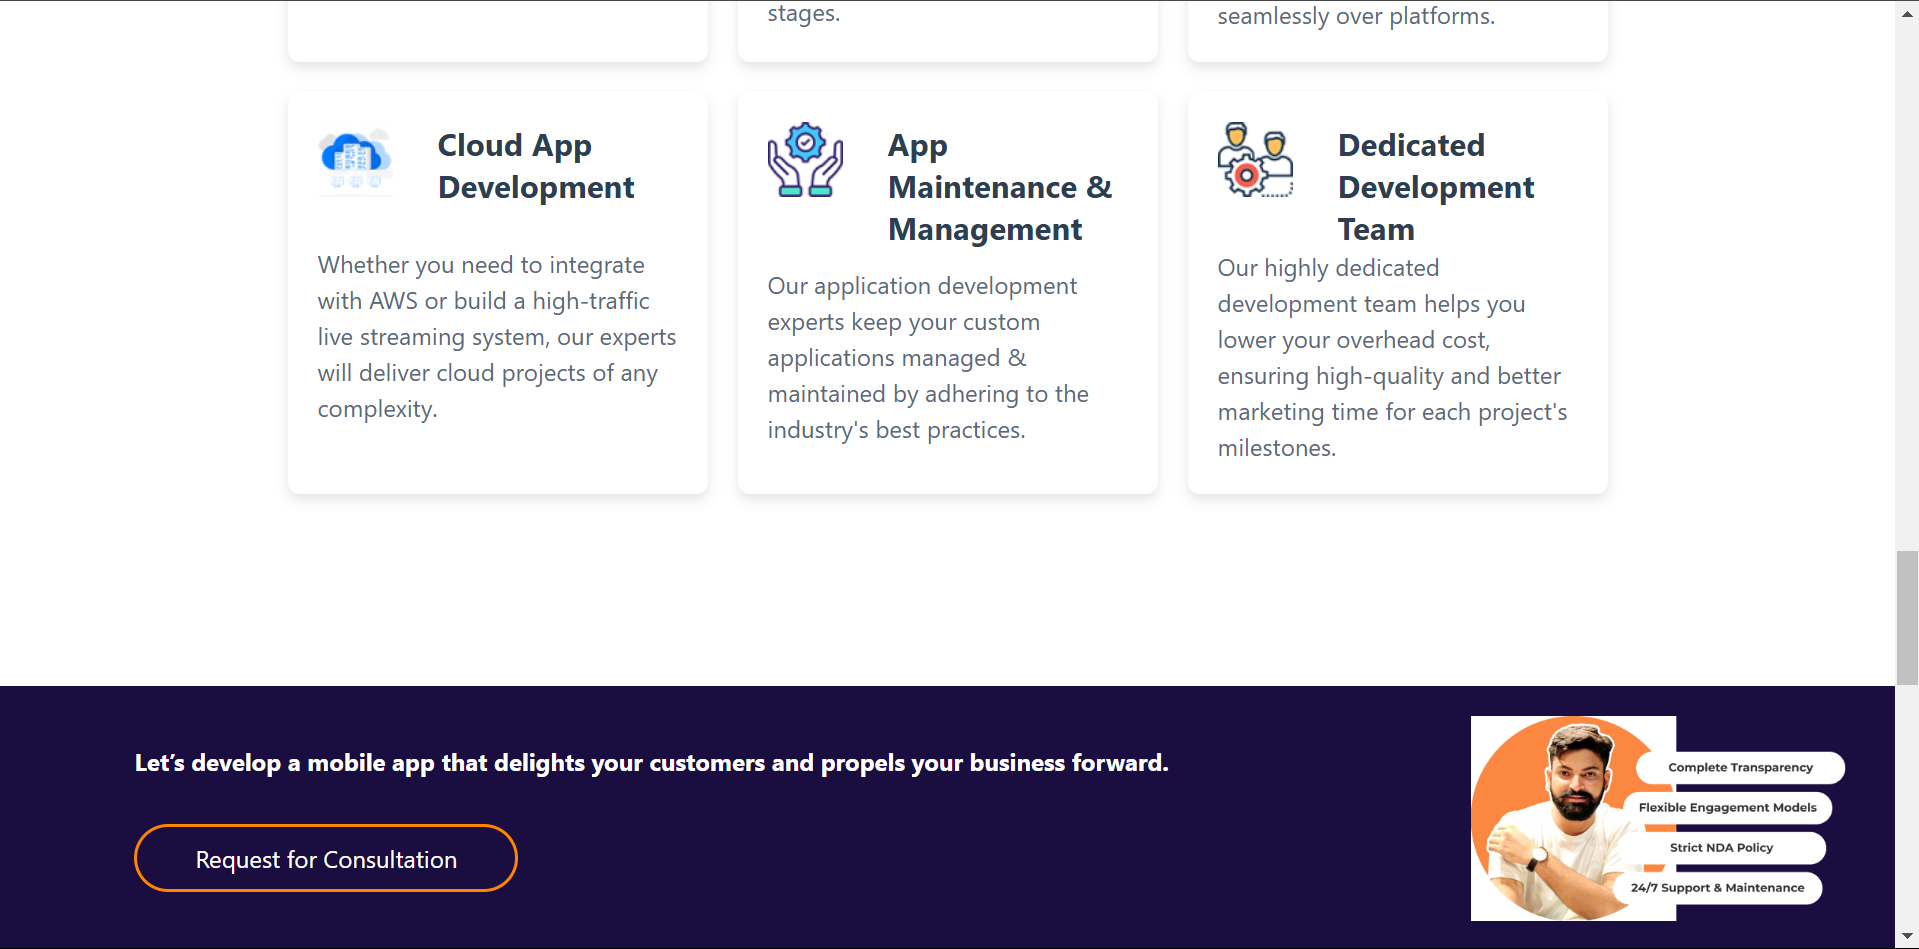 stages.
seamlessly over platforms.
Cloud App
Development
Whether you need to integrate
with AWS or build a high-traffic
live streaming system, our experts
will deliver cloud projects of any
complexity.
App
Maintenance &
Management
Our application development
experts keep your custom
applications managed &
maintained by adhering to the
industry's best practices.
Dedicated
Development
Team
Our highly dedicated
development team helps you
lower your overhead cost,
ensuring high-quality and better
marketing time for each project's
milestones.
Let’s develop a mobile app that delights your customers and propels your business forward.
Request for Consultation
Complete Transparency
Flexible Engagement Models
Strict NDA Policy
24/7 Support & Maintenance